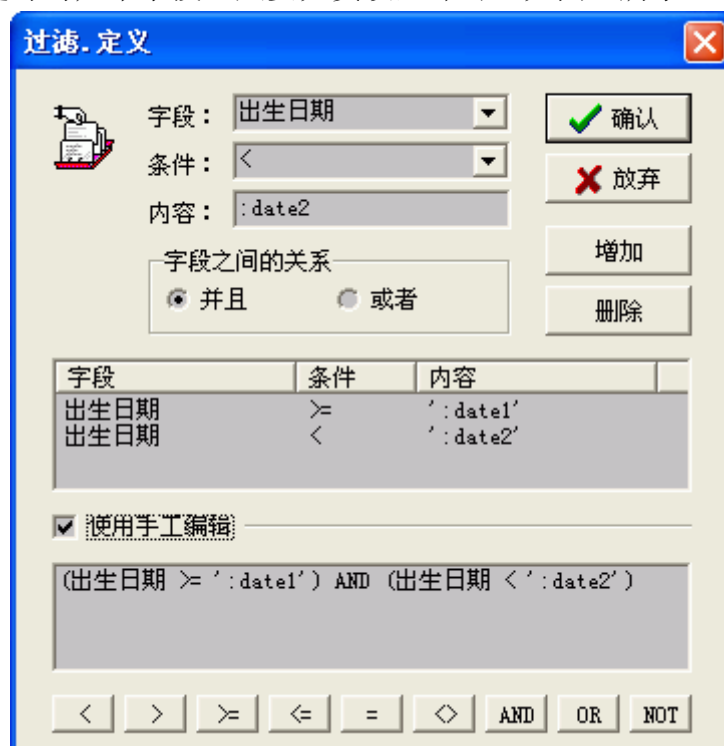 过滤.定义
字段： 出生日期
条件： <
内容： :date2
字段之间的关系
并且 或者
确认
放弃
增加
删除
字段 条件 内容
出生日期 >= ':date1'
出生日期 < ':date2'
使用手工编辑
(出生日期 >= ':date1') AND (出生日期 < ':date2')
< > >= <= = <> AND OR NOT